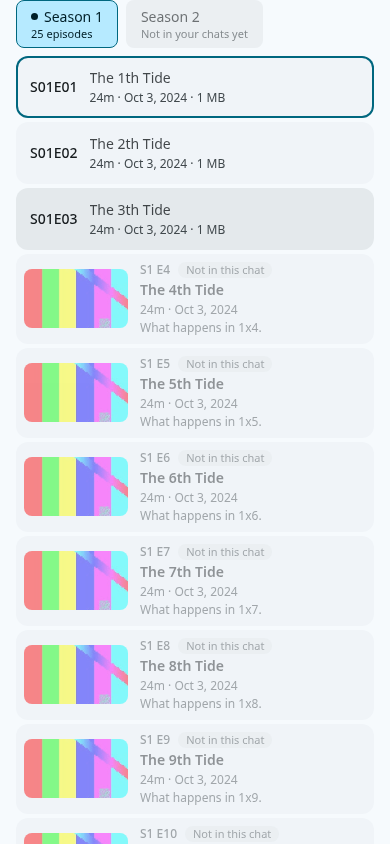 Season 1
25 episodes
Season 2
Not in your chats yet
S01E01
The 1th Tide
24m · Oct 3, 2024 · 1 MB
S01E02
The 2th Tide
24m · Oct 3, 2024 · 1 MB
S01E03
The 3th Tide
24m · Oct 3, 2024 · 1 MB
S1 E4 Not in this chat
The 4th Tide
24m · Oct 3, 2024
What happens in 1x4.
S1 E5 Not in this chat
The 5th Tide
24m · Oct 3, 2024
What happens in 1x5.
S1 E6 Not in this chat
The 6th Tide
24m · Oct 3, 2024
What happens in 1x6.
S1 E7 Not in this chat
The 7th Tide
24m · Oct 3, 2024
What happens in 1x7.
S1 E8 Not in this chat
The 8th Tide
24m · Oct 3, 2024
What happens in 1x8.
S1 E9 Not in this chat
The 9th Tide
24m · Oct 3, 2024
What happens in 1x9.
S1 E10 Not in this chat